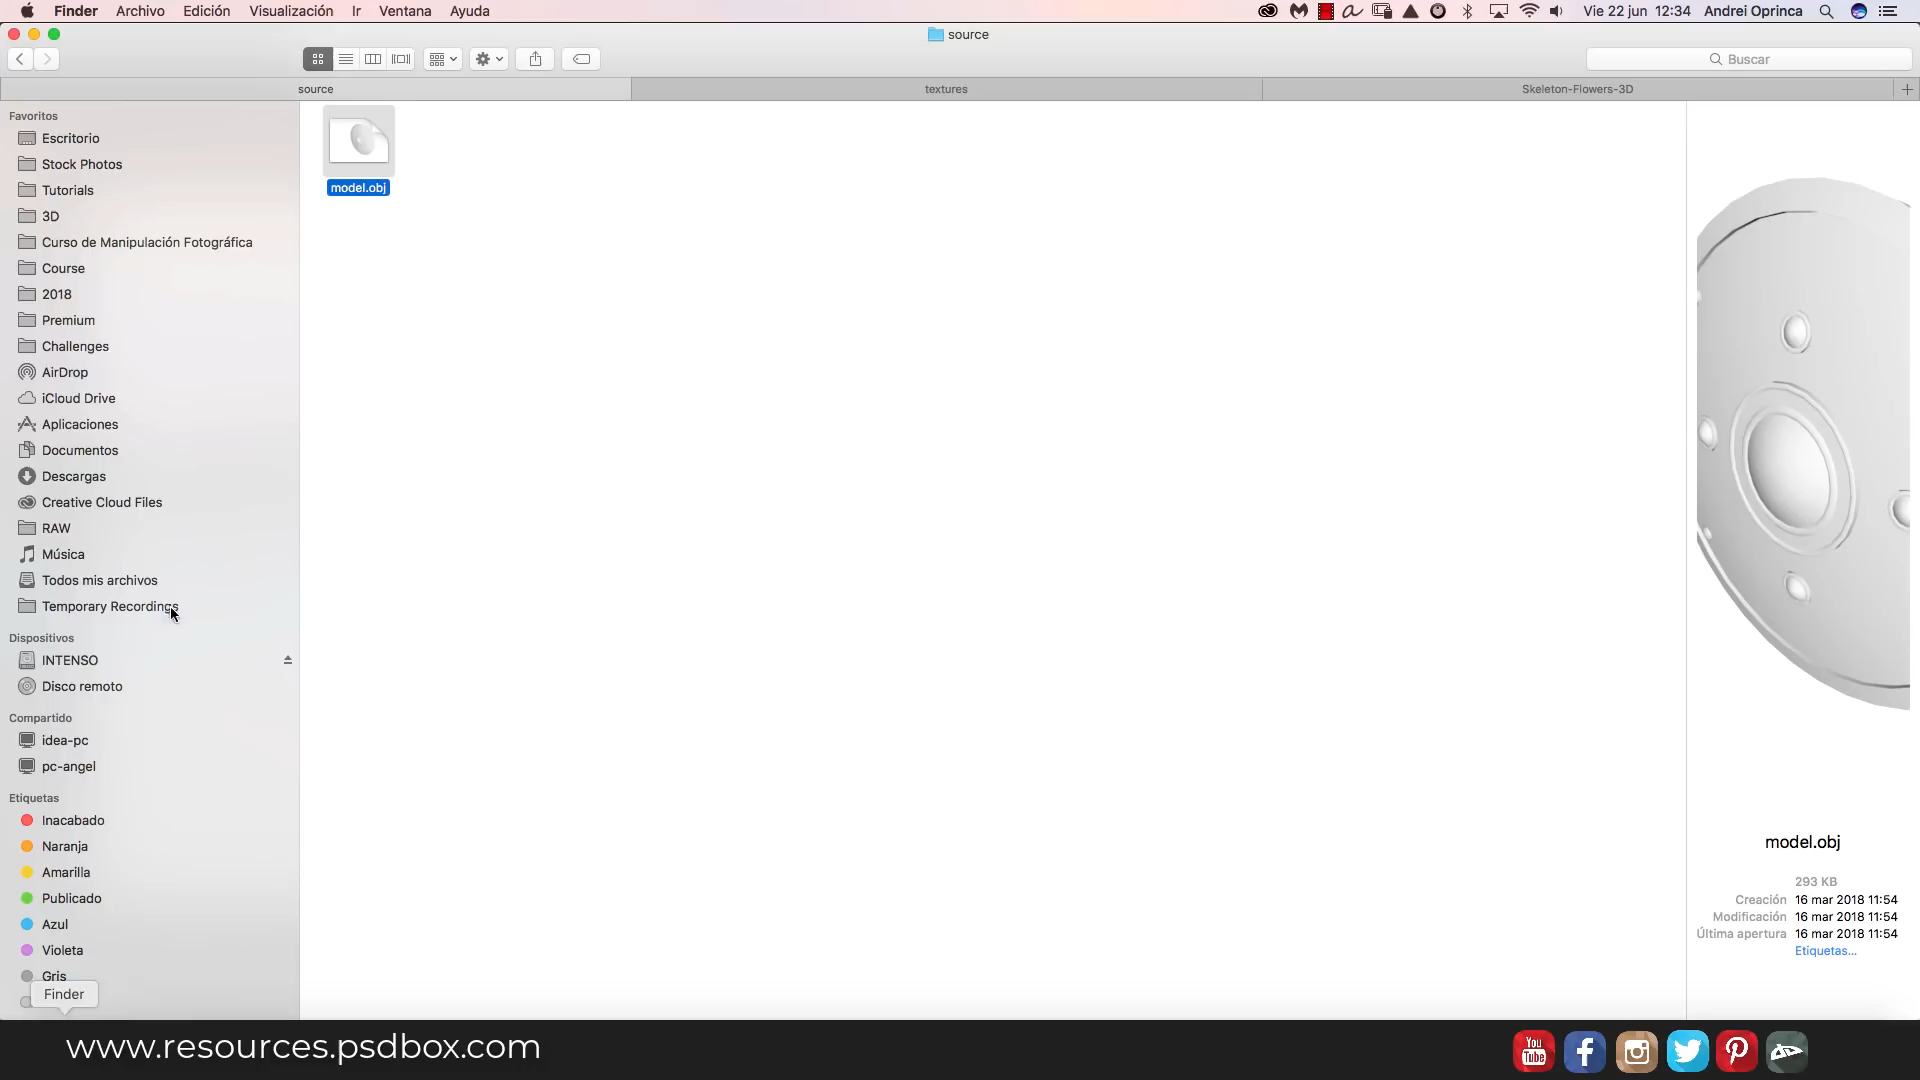 Finder Archivo Edición Visualización Ir Ventana Ayuda Vie 22 jun 12:34 Andrei Oprinca
source
Buscar
source textures Skeleton-Flowers-3D
Favoritos
Escritorio
Stock Photos
Tutorials
3D
Curso de Manipulación Fotográfica
Course
2018
Premium
Challenges
AirDrop
iCloud Drive
Aplicaciones
Documentos
Descargas
Creative Cloud Files
RAW
Música
Todos mis archivos
Temporary Recordings
Dispositivos
INTENSO
Disco remoto
Compartido
idea-pc
pc-angel
Etiquetas
Inacabado
Naranja
Amarilla
Publicado
Azul
Violeta
Gris
Finder
model.obj
model.obj
293 KB
Creación 16 mar 2018 11:54
Modificación 16 mar 2018 11:54
Última apertura 16 mar 2018 11:54
Etiquetas...
www.resources.psdbox.com
You
Tube